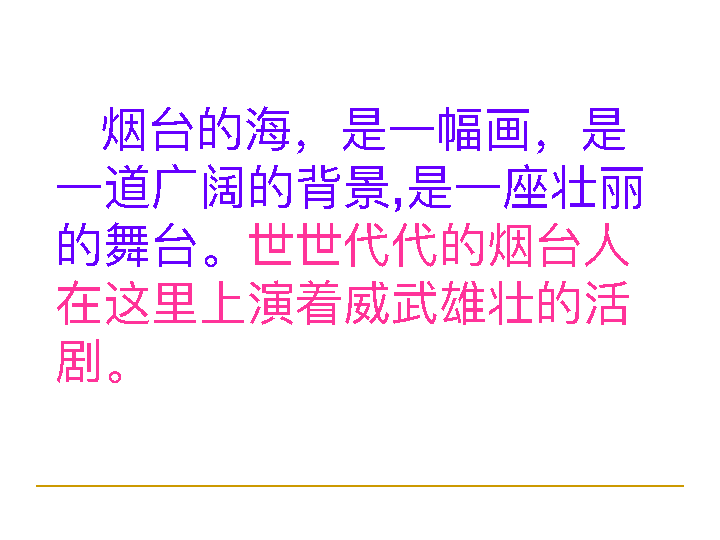 烟台的海，是一幅画，是
一道广阔的背景,是一座壮丽
的舞台。世世代代的烟台人
在这里上演着威武雄壮的活
剧。